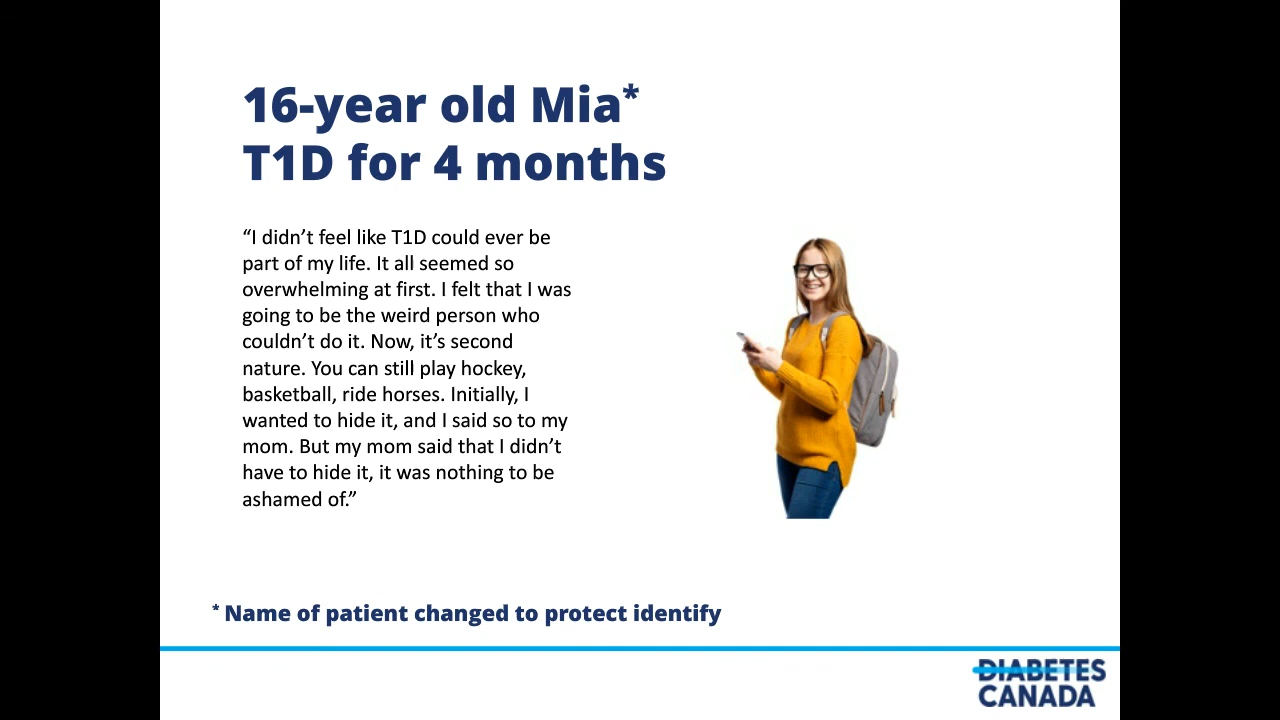 16-year old Mia*
T1D for 4 months
“I didn’t feel like T1D could ever be
part of my life. It all seemed so
overwhelming at first. I felt that I was
going to be the weird person who
couldn’t do it. Now, it’s second
nature. You can still play hockey,
basketball, ride horses. Initially, I
wanted to hide it, and I said so to my
mom. But my mom said that I didn’t
have to hide it, it was nothing to be
ashamed of.”
* Name of patient changed to protect identify
DIABETES
CANADA